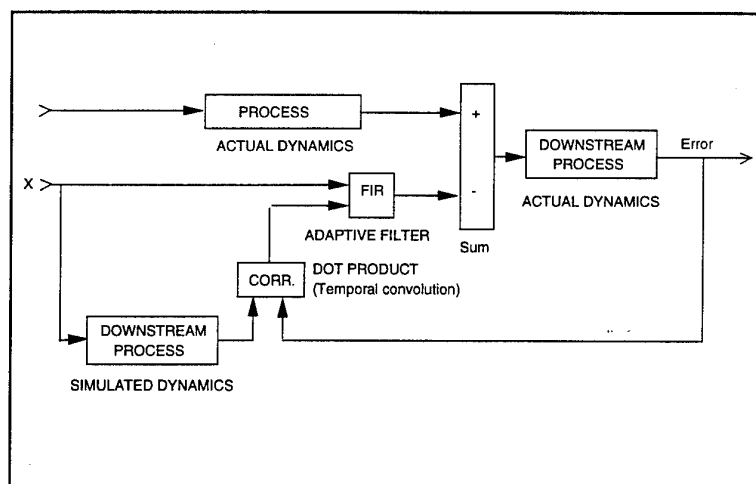 PROCESS
ACTUAL DYNAMICS
+
-
Sum
DOWNSTREAM
PROCESS
ACTUAL DYNAMICS
Error
X
FIR
ADAPTIVE FILTER
CORR.
DOT PRODUCT
(Temporal convolution)
DOWNSTREAM
PROCESS
SIMULATED DYNAMICS